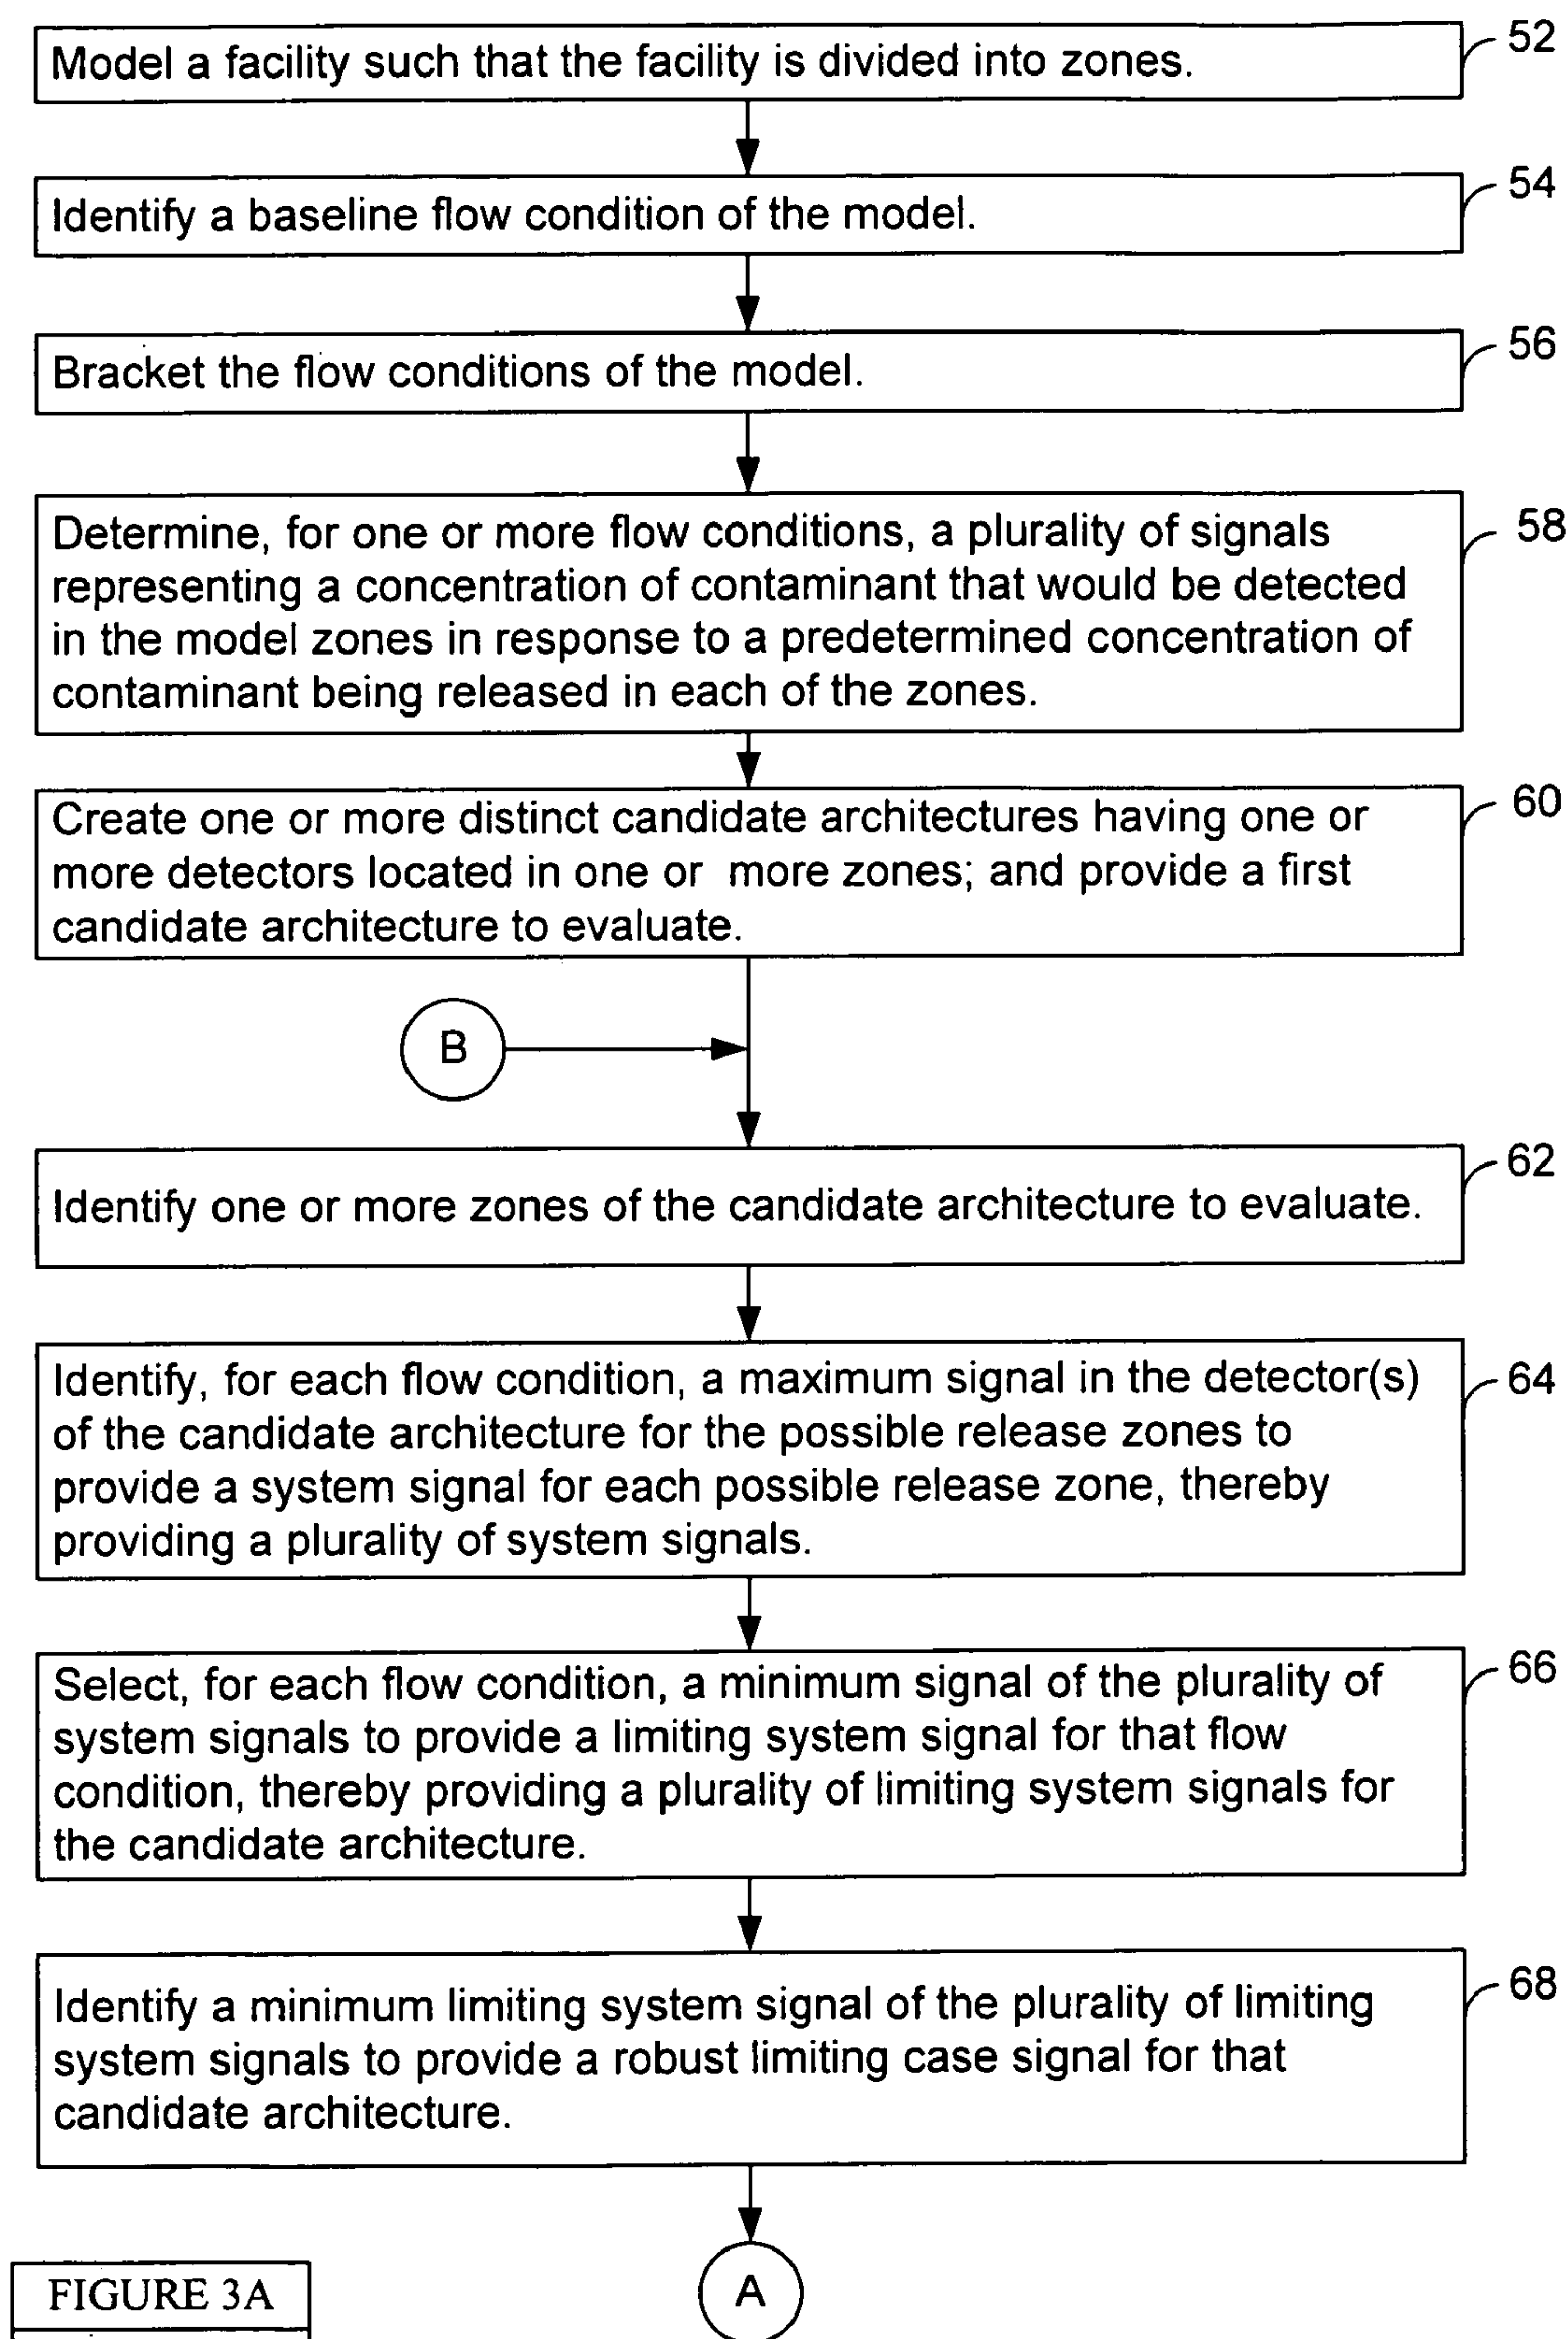 Model a facility such that the facility is divided into zones.
52
Identify a baseline flow condition of the model.
54
Bracket the flow conditions of the model.
56
Determine, for one or more flow conditions, a plurality of signals
representing a concentration of contaminant that would be detected
in the model zones in response to a predetermined concentration of
contaminant being released in each of the zones.
58
Create one or more distinct candidate architectures having one or
more detectors located in one or more zones; and provide a first
candidate architecture to evaluate.
60
B
Identify one or more zones of the candidate architecture to evaluate.
62
Identify, for each flow condition, a maximum signal in the detector(s)
of the candidate architecture for the possible release zones to
provide a system signal for each possible release zone, thereby
providing a plurality of system signals.
64
Select, for each flow condition, a minimum signal of the plurality of
system signals to provide a limiting system signal for that flow
condition, thereby providing a plurality of limiting system signals for
the candidate architecture.
66
Identify a minimum limiting system signal of the plurality of limiting
system signals to provide a robust limiting case signal for that
candidate architecture.
68
FIGURE 3A
A